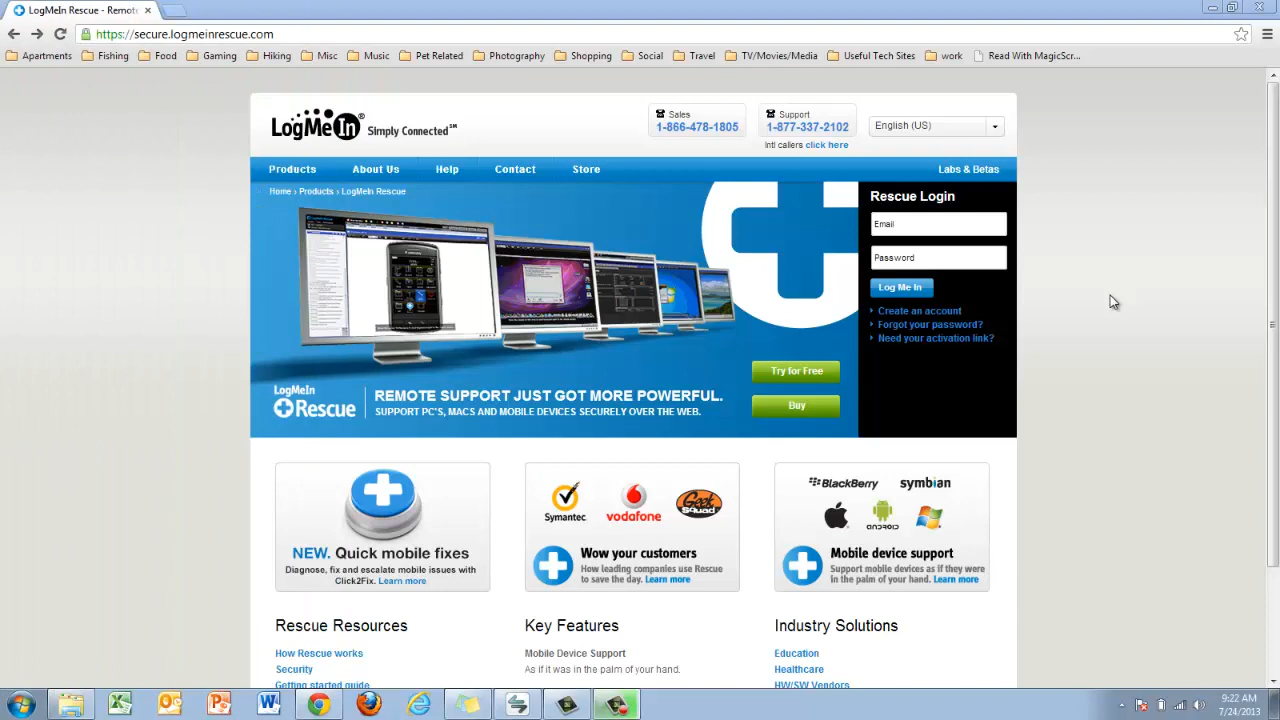 LogMeIn Rescue - Remot
https://secure.logmeinrescue.com
Apartments Fishing Food Gaming Hiking Misc Music Pet Related Photography Shopping Social Travel TV/Movies/Media Useful Tech Sites work Read With MagicScr...
LogMeIn® Simply Connected℠
Sales
1-866-478-1805
Support
1-877-337-2102
Intl callers click here
English (US)
Products About Us Help Contact Store Labs & Betas
Home › Products › LogMeIn Rescue
Rescue Login
Email
Password
Log Me In
Create an account
Forgot your password?
Need your activation link?
Try for Free
Buy
LogMeIn
Rescue
REMOTE SUPPORT JUST GOT MORE POWERFUL.
SUPPORT PC'S, MACS AND MOBILE DEVICES SECURELY OVER THE WEB.
NEW. Quick mobile fixes
Diagnose, fix and escalate mobile issues with
Click2Fix. Learn more
Symantec vodafone Geek Squad
Wow your customers
How leading companies use Rescue
to save the day. Learn more
BlackBerry symbian
ANDROID
Mobile device support
Support mobile devices as if they were
in the palm of your hand. Learn more
Rescue Resources
How Rescue works
Security
Getting started guide
Key Features
Mobile Device Support
As if it was in the palm of your hand.
Industry Solutions
Education
Healthcare
HW/SW Vendors
9:22 AM
7/24/2013